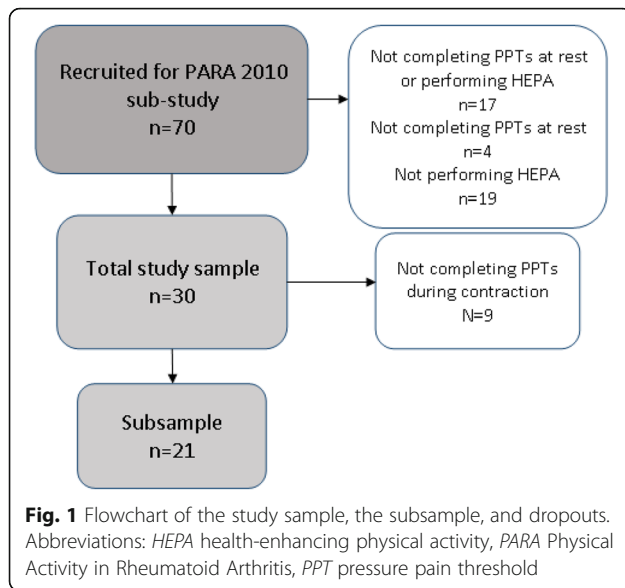 Recruited for PARA 2010
sub-study
n=70
Not completing PPTs at rest
or performing HEPA
n=17
Not completing PPTs at rest
n=4
Not performing HEPA
n=19
Total study sample
n=30
Not completing PPTs
during contraction
N=9
Subsample
n=21
Fig. 1 Flowchart of the study sample, the subsample, and dropouts.
Abbreviations: HEPA health-enhancing physical activity, PARA Physical
Activity in Rheumatoid Arthritis, PPT pressure pain threshold